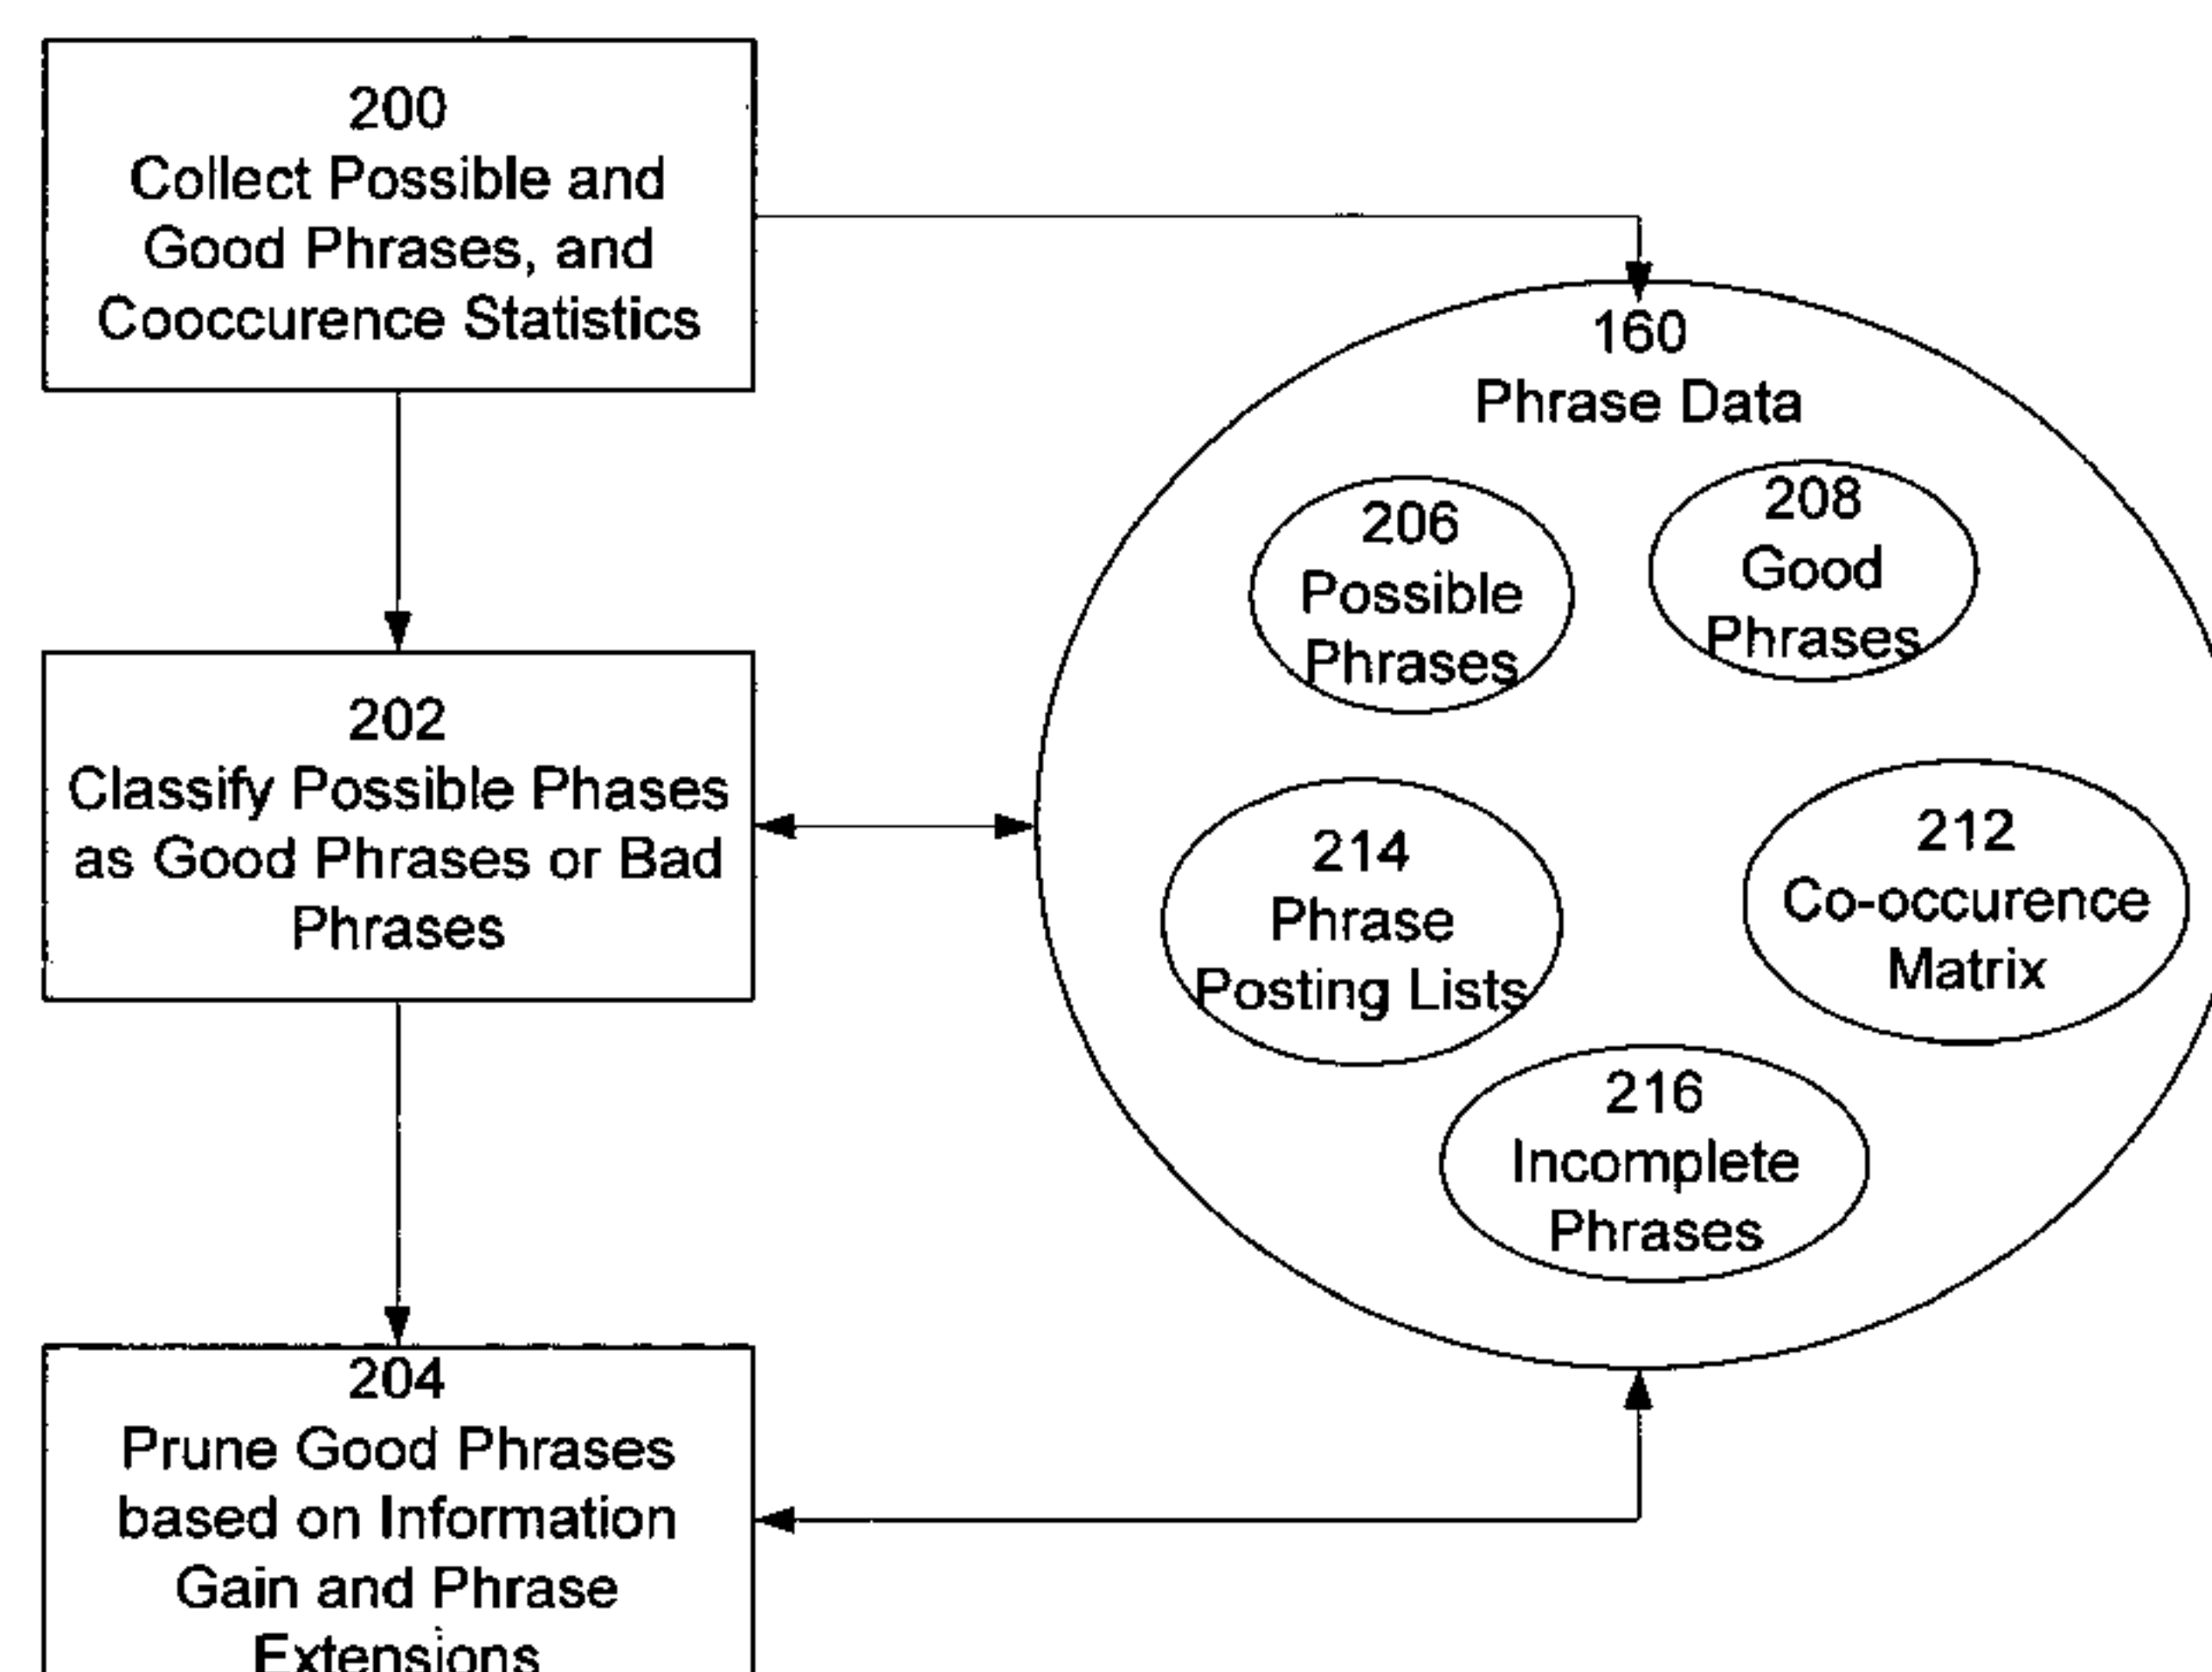 200
Collect Possible and
Good Phrases, and
Cooccurence Statistics
160
Phrase Data
206
Possible
Phrases
208
Good
Phrases
202
Classify Possible Phases
as Good Phrases or Bad
Phrases
214
Phrase
Posting Lists
212
Co-occurence
Matrix
216
Incomplete
Phrases
204
Prune Good Phrases
based on Information
Gain and Phrase
Extensions